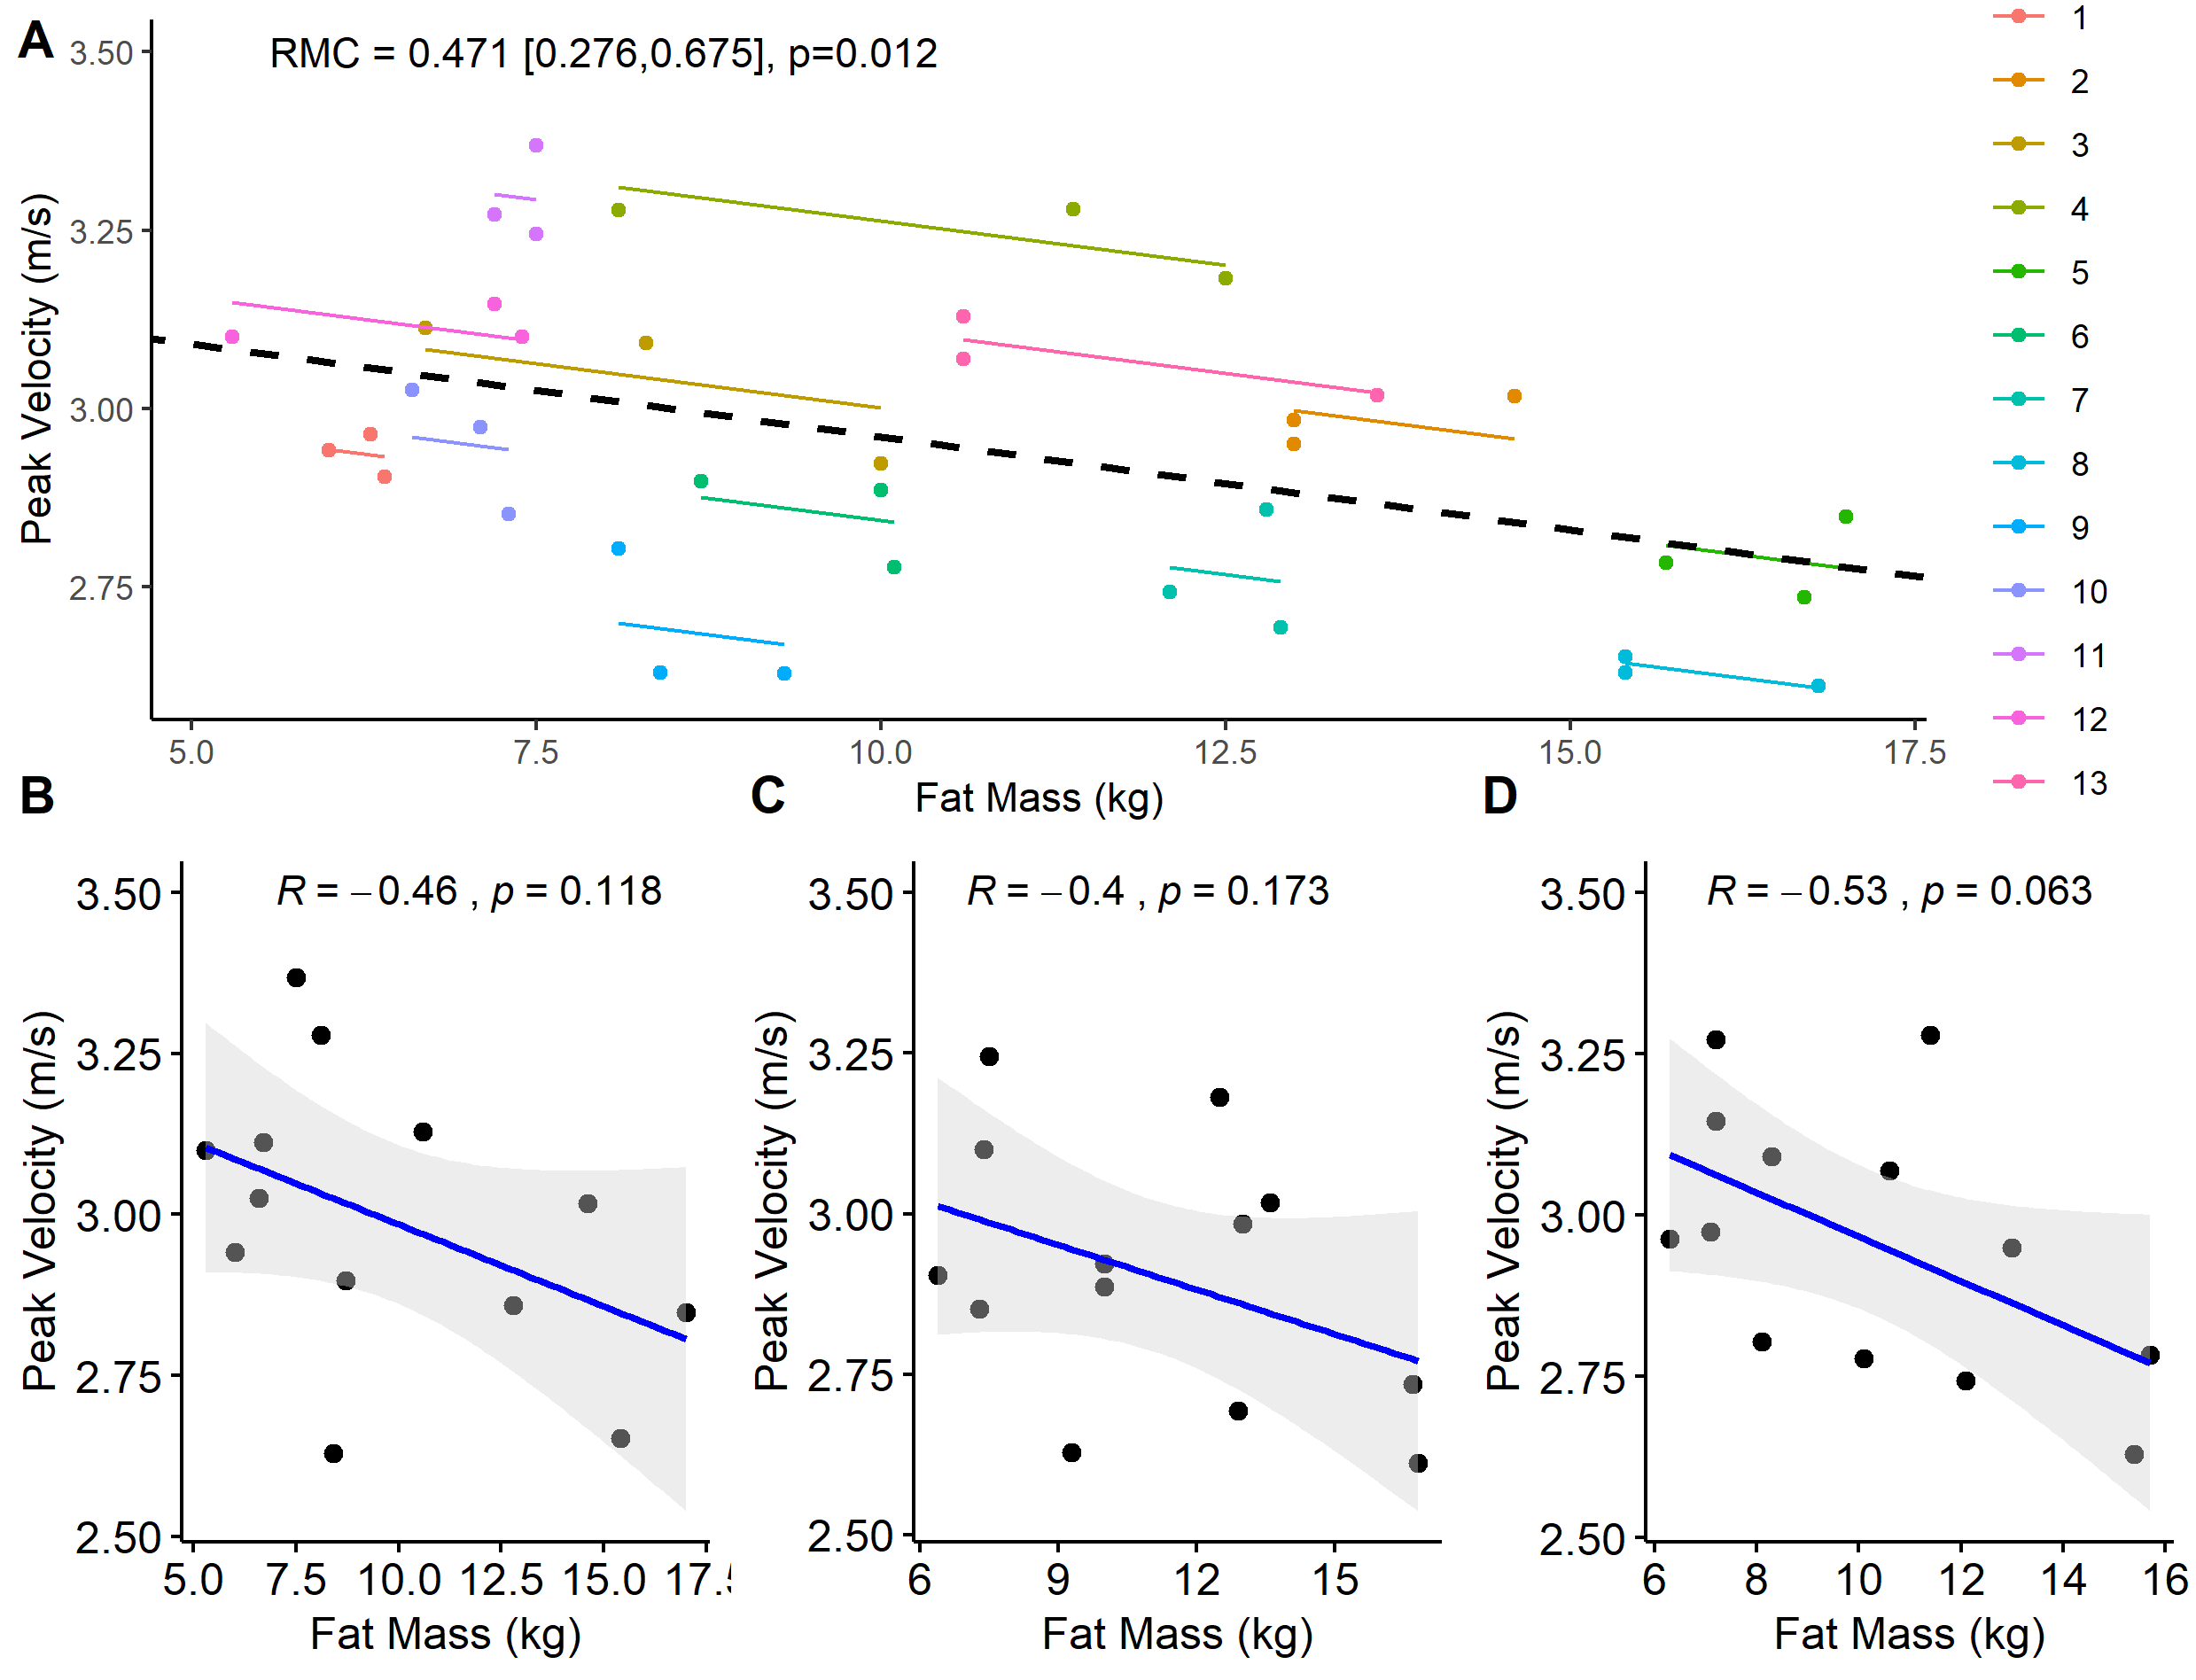 A
RMC = 0.471 [0.276,0.675], p=0.012
Peak Velocity (m/s)
3.50
3.25
3.00
2.75
5.0 7.5 10.0 12.5 15.0 17.5
Fat Mass (kg)
1
2
3
4
5
6
7
8
9
10
11
12
13
B
R = −0.46 , p = 0.118
Peak Velocity (m/s)
3.50
3.25
3.00
2.75
2.50
5.0 7.5 10.0 12.5 15.0 17.5
Fat Mass (kg)
C
R = −0.4 , p = 0.173
Peak Velocity (m/s)
3.50
3.25
3.00
2.75
2.50
6 9 12 15
Fat Mass (kg)
D
R = −0.53 , p = 0.063
Peak Velocity (m/s)
3.50
3.25
3.00
2.75
2.50
6 8 10 12 14 16
Fat Mass (kg)